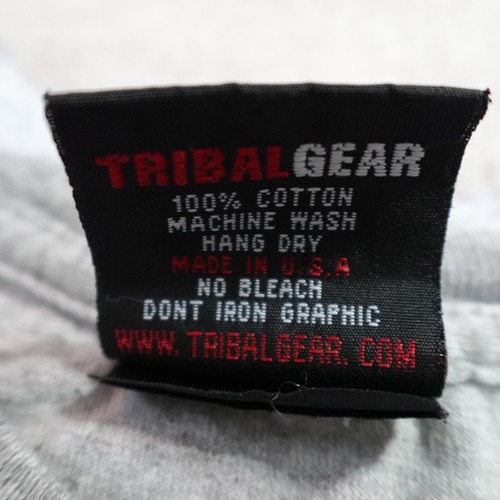 TRIBALGEAR
100% COTTON
MACHINE WASH
HANG DRY
MADE IN U.S.A
NO BLEACH
DONT IRON GRAPHIC
WWW.TRIBALGEAR.COM